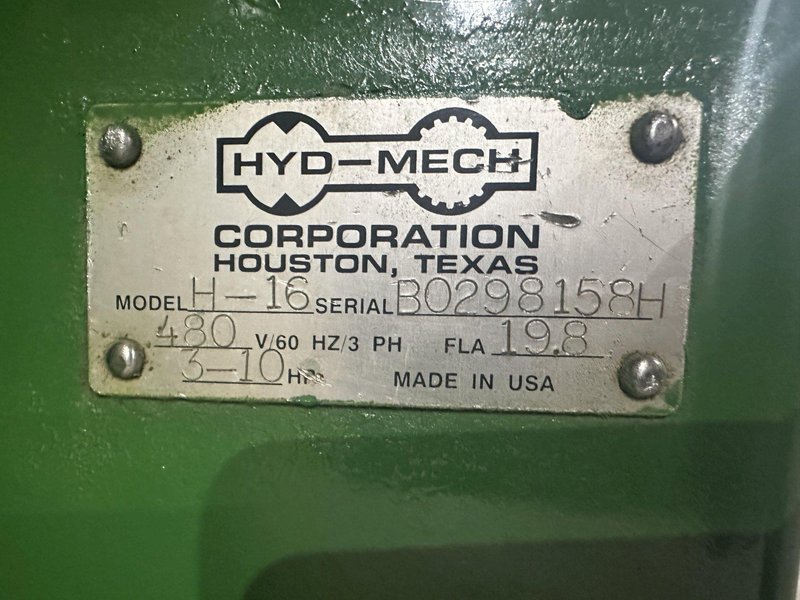 HYD-MECH
CORPORATION
HOUSTON, TEXAS
MODEL H-16 SERIAL B0298158H
480 V/60 HZ/3 PH FLA 19.8
3-10 HP MADE IN USA